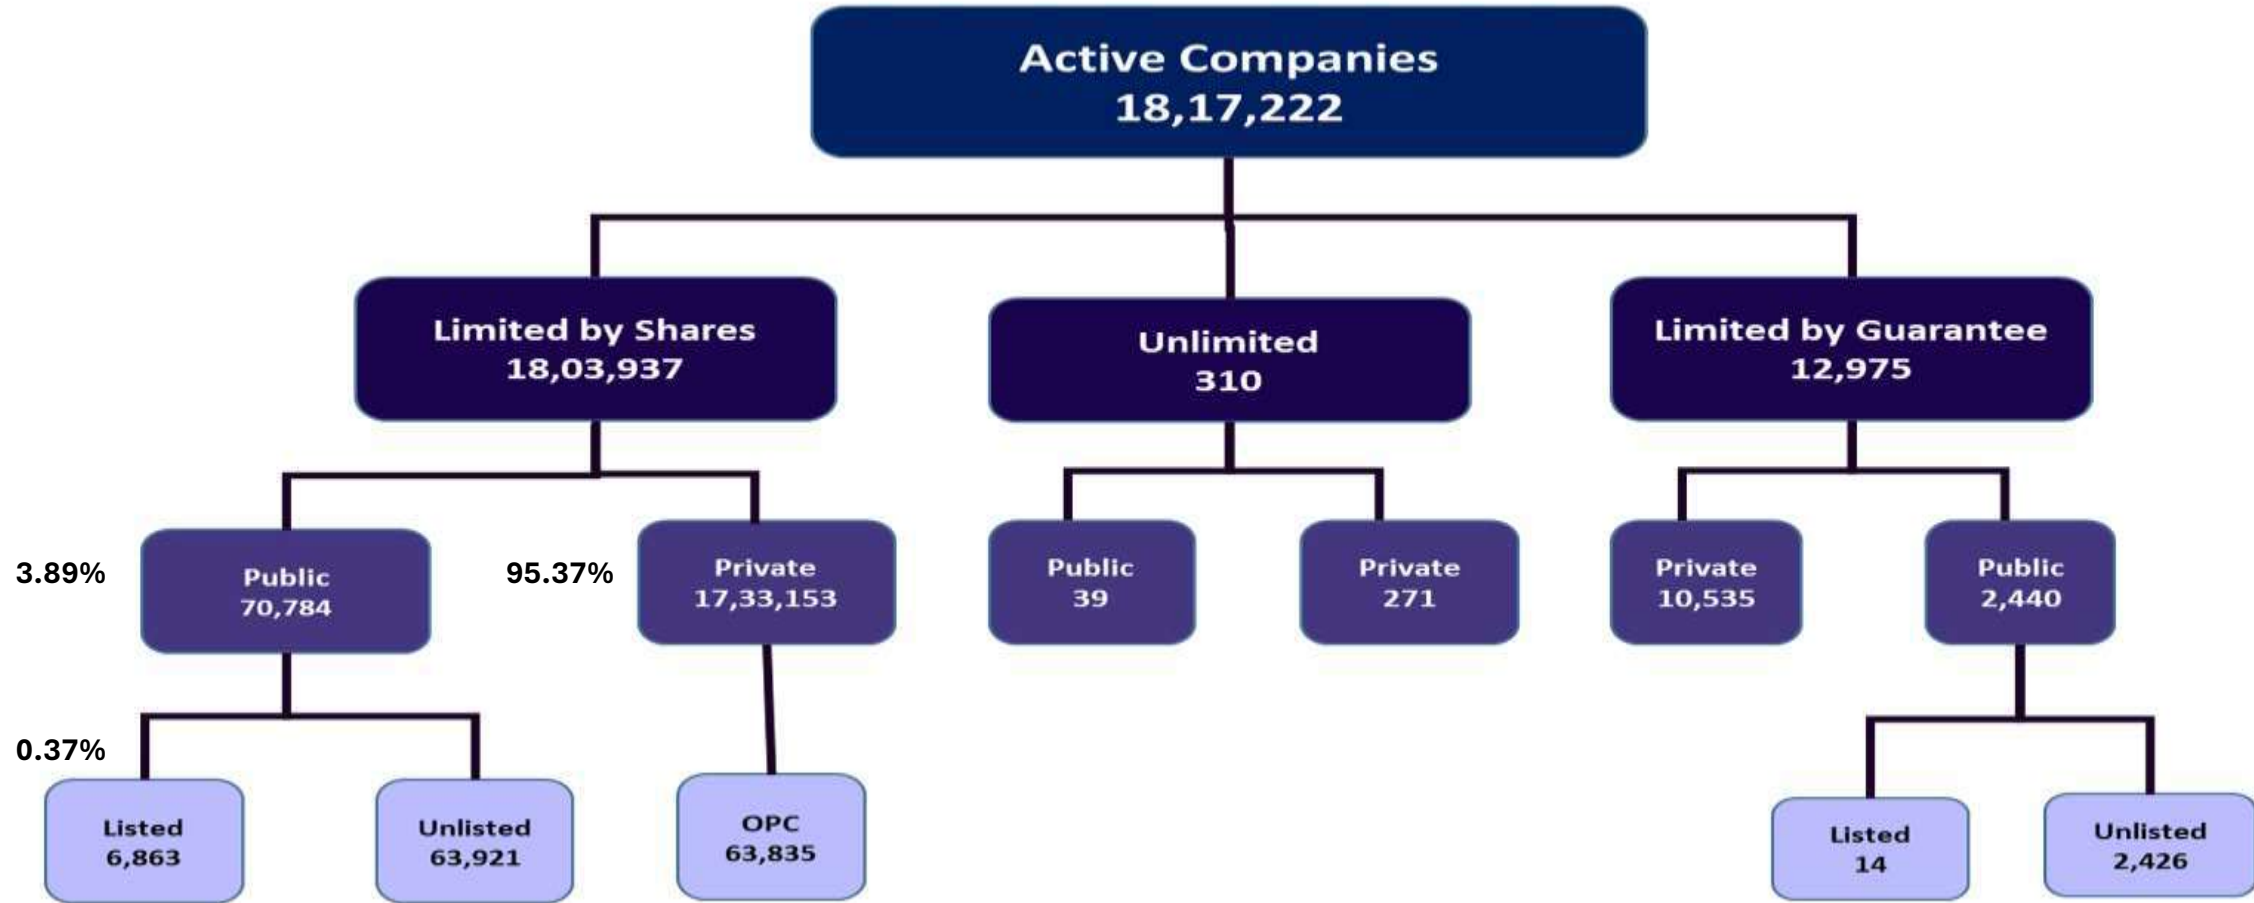 Active Companies
18,17,222
Limited by Shares
18,03,937
Unlimited
310
Limited by Guarantee
12,975
3.89%
Public
70,784
95.37%
Private
17,33,153
Public
39
Private
271
Private
10,535
Public
2,440
0.37%
Listed
6,863
Unlisted
63,921
OPC
63,835
Listed
14
Unlisted
2,426